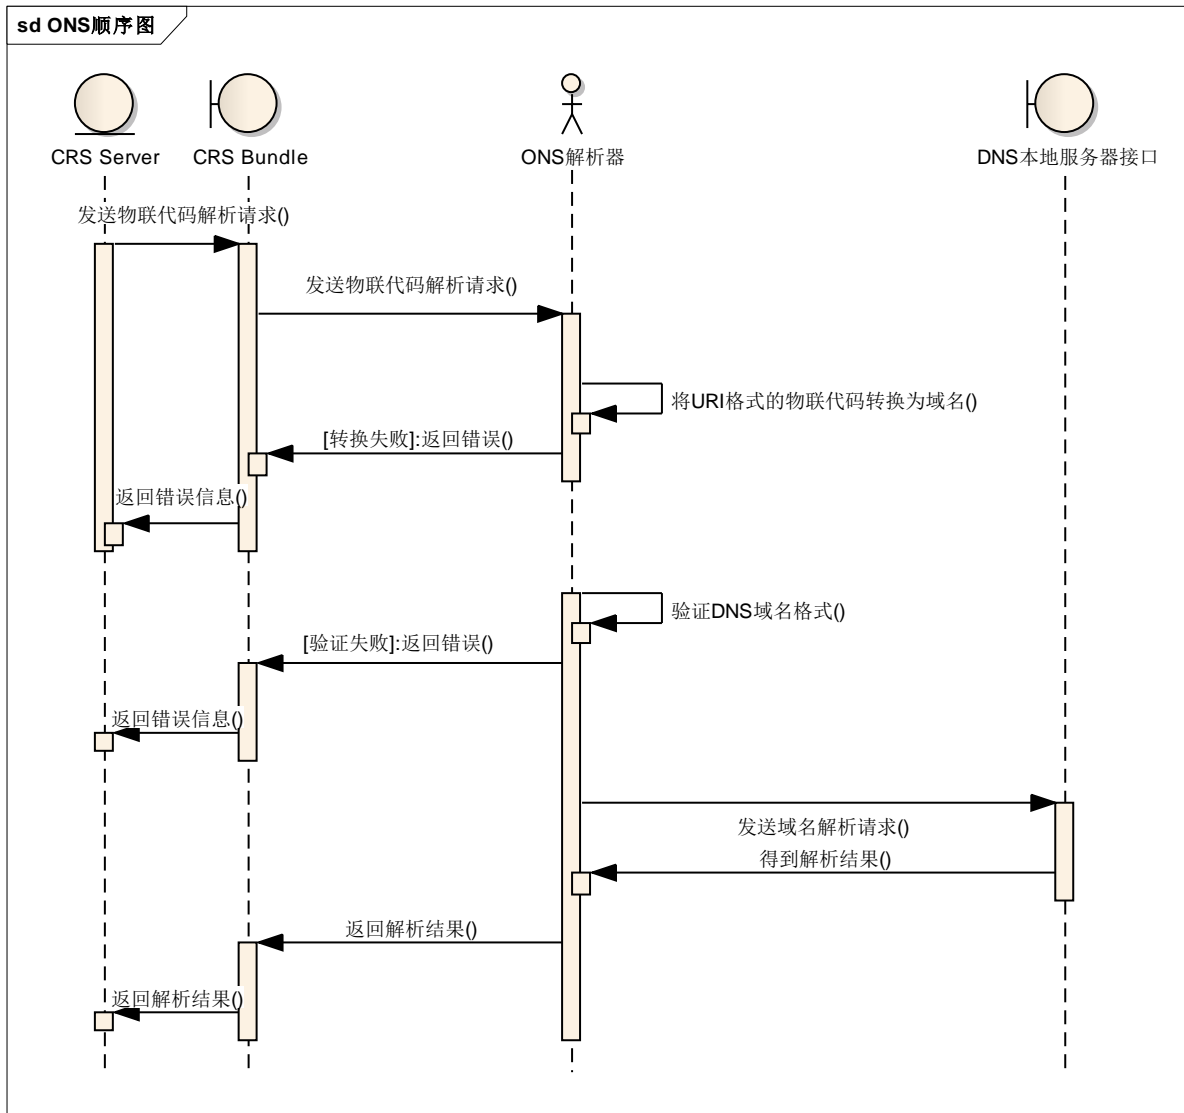 sd ONS顺序图
CRS Server
CRS Bundle
ONS解析器
DNS本地服务器接口
发送物联代码解析请求()
发送物联代码解析请求()
将URI格式的物联代码转换为域名()
[转换失败]:返回错误()
返回错误信息()
验证DNS域名格式()
[验证失败]:返回错误()
返回错误信息()
发送域名解析请求()
得到解析结果()
返回解析结果()
返回解析结果()